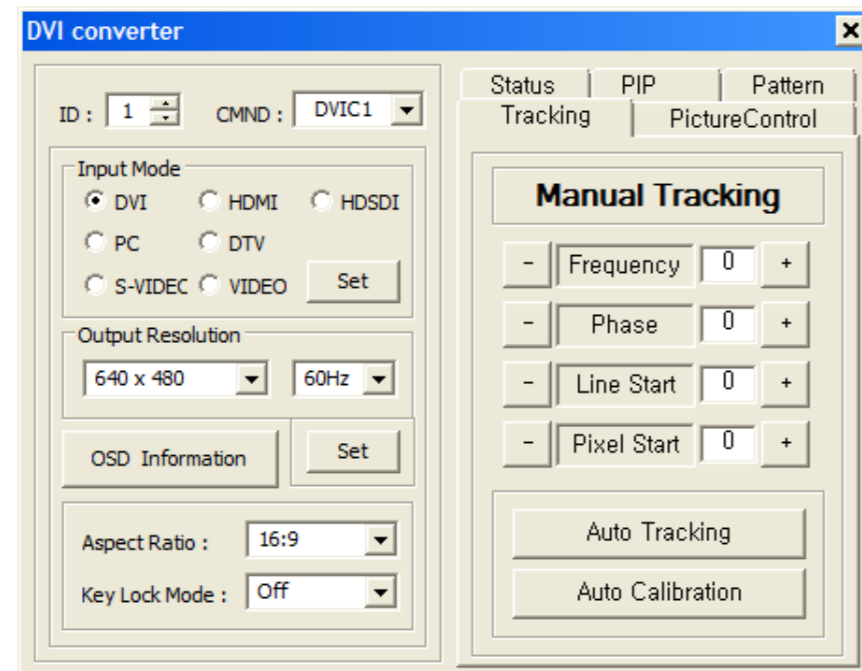 DVI converter
ID : 1 CMND : DVIC1
Input Mode
DVI HDMI HDSDI
PC DTV
S-VIDEC VIDEO Set
Output Resolution
640 x 480 60Hz
OSD Information Set
Aspect Ratio : 16:9
Key Lock Mode : Off
Status PIP Pattern
Tracking PictureControl
Manual Tracking
- Frequency 0 +
- Phase 0 +
- Line Start 0 +
- Pixel Start 0 +
Auto Tracking
Auto Calibration